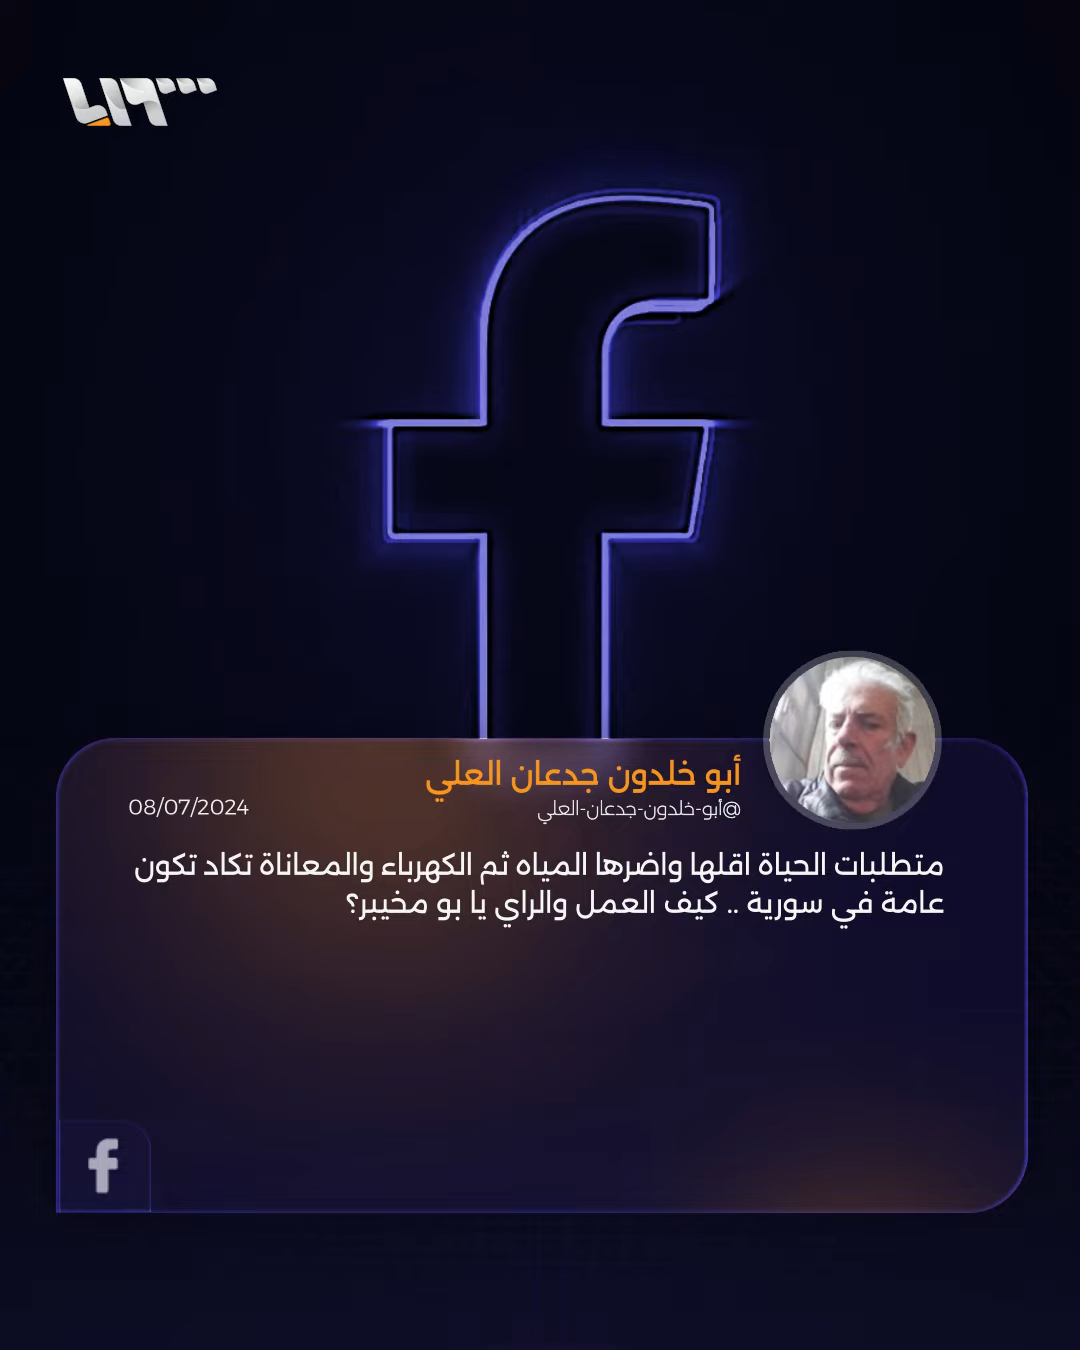 أبو خلدون جدعان العلي
@أبو-خلدون-جدعان-العلي
08/07/2024
متطلبات الحياة اقلها واضرها المياه ثم الكهرباء والمعاناة تكاد تكون
عامة في سورية .. كيف العمل والراي يا بو مخيبر؟